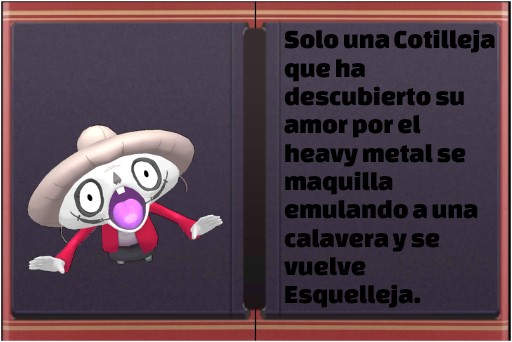 Solo una Cotilleja
que ha
descubierto su
amor por el
heavy metal se
maquilla
emulando a una
calavera y se
vuelve
Esquelleja.